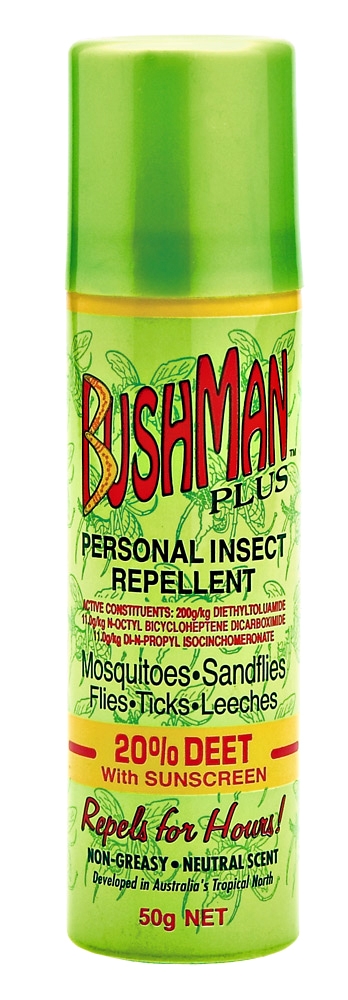 BUSHMAN™
PLUS
PERSONAL INSECT
REPELLENT
ACTIVE CONSTITUENTS: 200g/kg DIETHYLTOLUAMIDE
11.0g/kg N-OCTYL BICYCLOHEPTENE DICARBOXIMIDE
11.0g/kg DI-N-PROPYL ISOCINCHOMERONATE
Mosquitoes•Sandflies
Flies•Ticks•Leeches
20% DEET
With SUNSCREEN
Repels for Hours!
NON-GREASY • NEUTRAL SCENT
Developed in Australia's Tropical North
50g NET